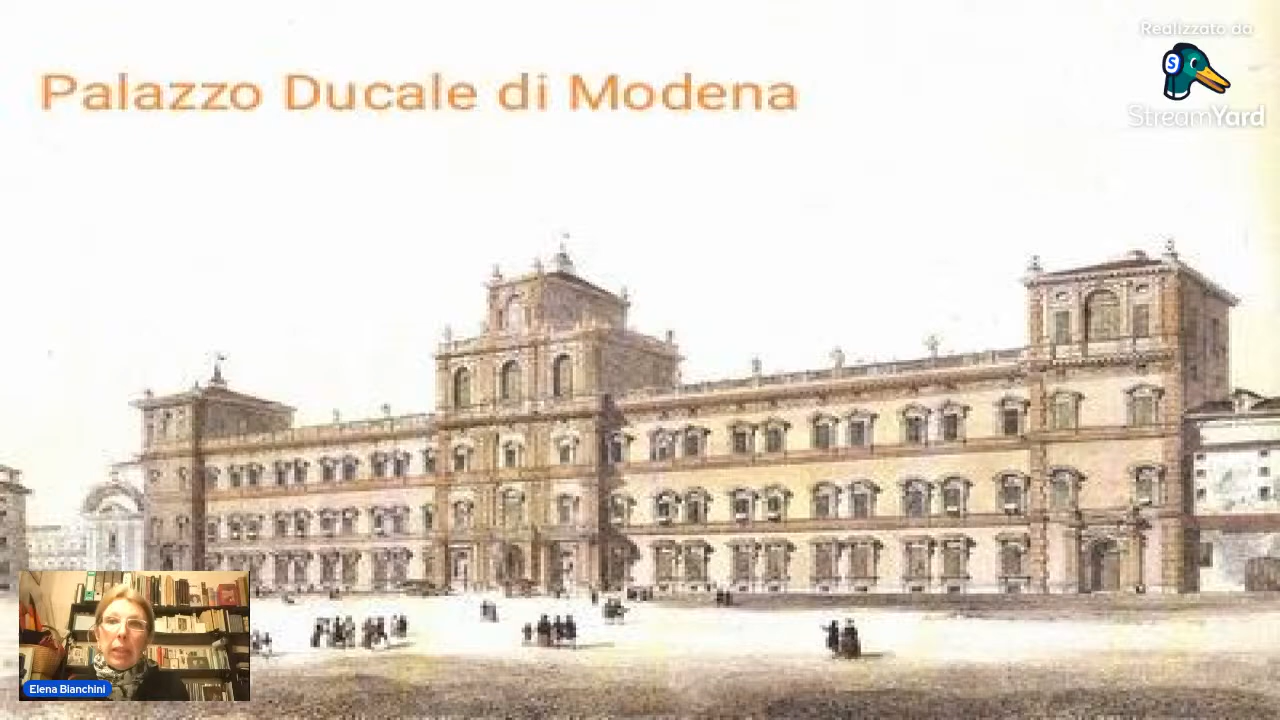 Palazzo Ducale di Modena
Realizzato da
S
StreamYard
Elena Bianchini